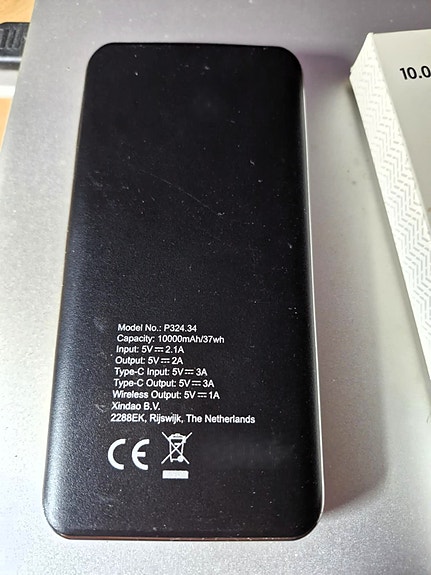 10.0
Model No.: P324.34
Capacity: 10000mAh/37wh
Input: 5V⎓2.1A
Output: 5V⎓2A
Type-C Input: 5V⎓3A
Type-C Output: 5V⎓3A
Wireless Output: 5V⎓1A
Xindao B.V.
2288EK, Rijswijk, The Netherlands
CE